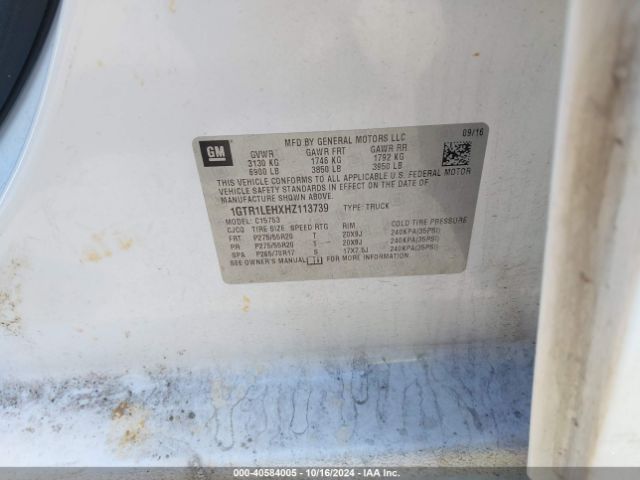 GM
MFD BY GENERAL MOTORS LLC
09/16
GVWR GAWR FRT GAWR RR
3130 KG 1746 KG 1792 KG
6900 LB 3850 LB 3950 LB
THIS VEHICLE CONFORMS TO ALL APPLICABLE U.S. FEDERAL MOTOR
VEHICLE SAFETY STANDARDS IN EFFECT ON THE DATE OF
MANUFACTURE SHOWN ABOVE.
1GTR1LEHXHZ113739 TYPE: TRUCK
MODEL: C15753
CJCQ TIRE SIZE SPEED RTG RIM COLD TIRE PRESSURE
FRT P275/55R20 T 20X9J 240KPA(35PSI)
RR P275/55R20 T 20X9J 240KPA(35PSI)
SPA P265/70R17 S 17X7.5J 240KPA(35PSI)
SEE OWNER'S MANUAL FOR MORE INFORMATION.
000-40584005 - 10/16/2024 - IAA Inc.